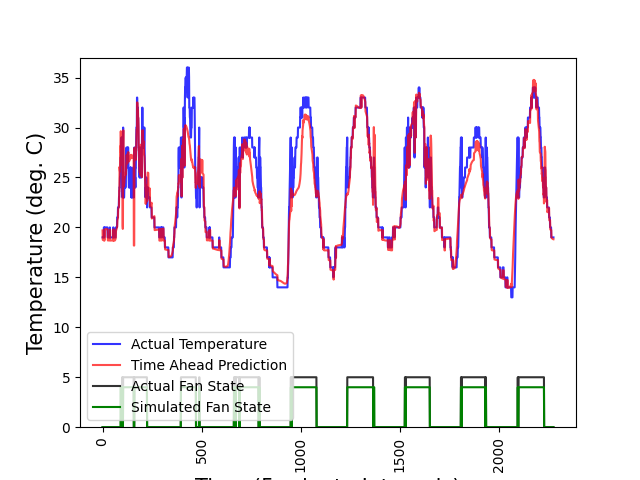 Temperature (deg. C)
35
30
25
20
15
10
5
0
Actual Temperature
Time Ahead Prediction
Actual Fan State
Simulated Fan State
0
500
1000
1500
2000